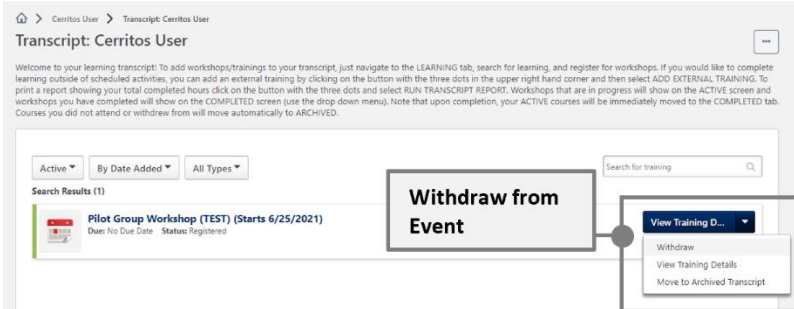 Cerritos User > Transcript: Cerritos User
Transcript: Cerritos User
...
Welcome to your learning transcript! To add workshops/trainings to your transcript, just navigate to the LEARNING tab, search for learning, and register for workshops. If you would like to complete
learning outside of scheduled activities, you can add an external training by clicking on the button with the three dots in the upper right hand corner and then select ADD EXTERNAL TRAINING. To
print a report showing your total completed hours click on the button with the three dots and select RUN TRANSCRIPT REPORT. Workshops that are in progress will show on the ACTIVE screen and
workshops you have completed will show on the COMPLETED screen (use the drop down menu). Note that upon completion, your ACTIVE courses will be immediately moved to the COMPLETED tab.
Courses you did not attend or withdrew from will move automatically to ARCHIVED.
Active By Date Added All Types Search for training
Search Results (1)
Withdraw from
Event
Pilot Group Workshop (TEST) (Starts 6/25/2021)
Due: No Due Date Status: Registered
View Training D...
Withdraw
View Training Details
Move to Archived Transcript